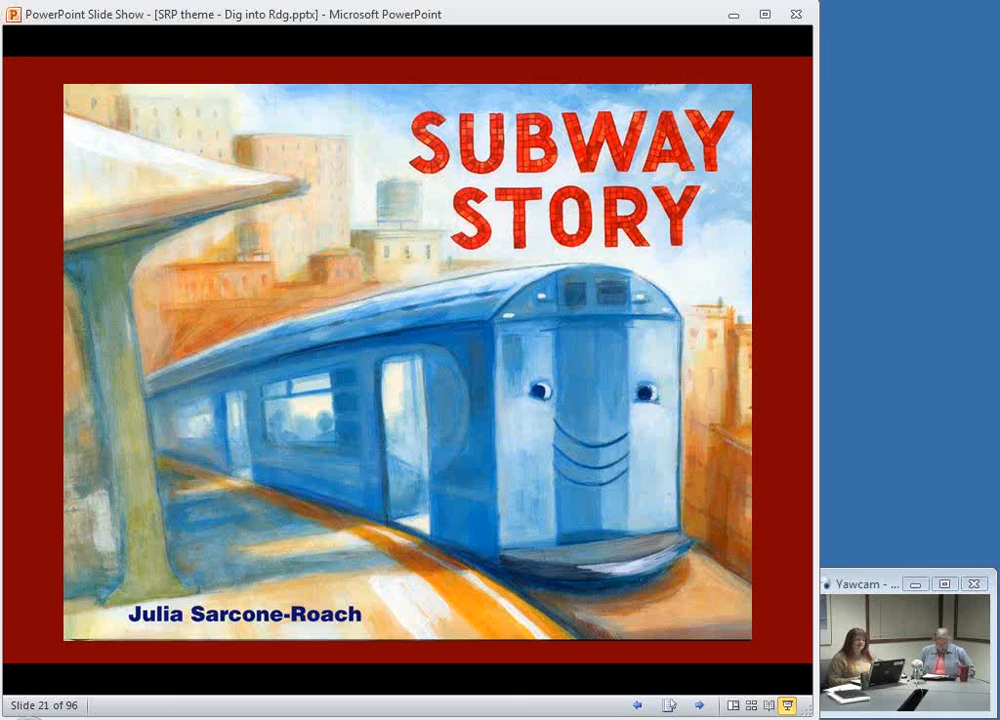 PowerPoint Slide Show - [SRP theme - Dig into Rdg.pptx] - Microsoft PowerPoint
SUBWAY
STORY
Julia Sarcone-Roach
Yawcam - ...
Slide 21 of 96